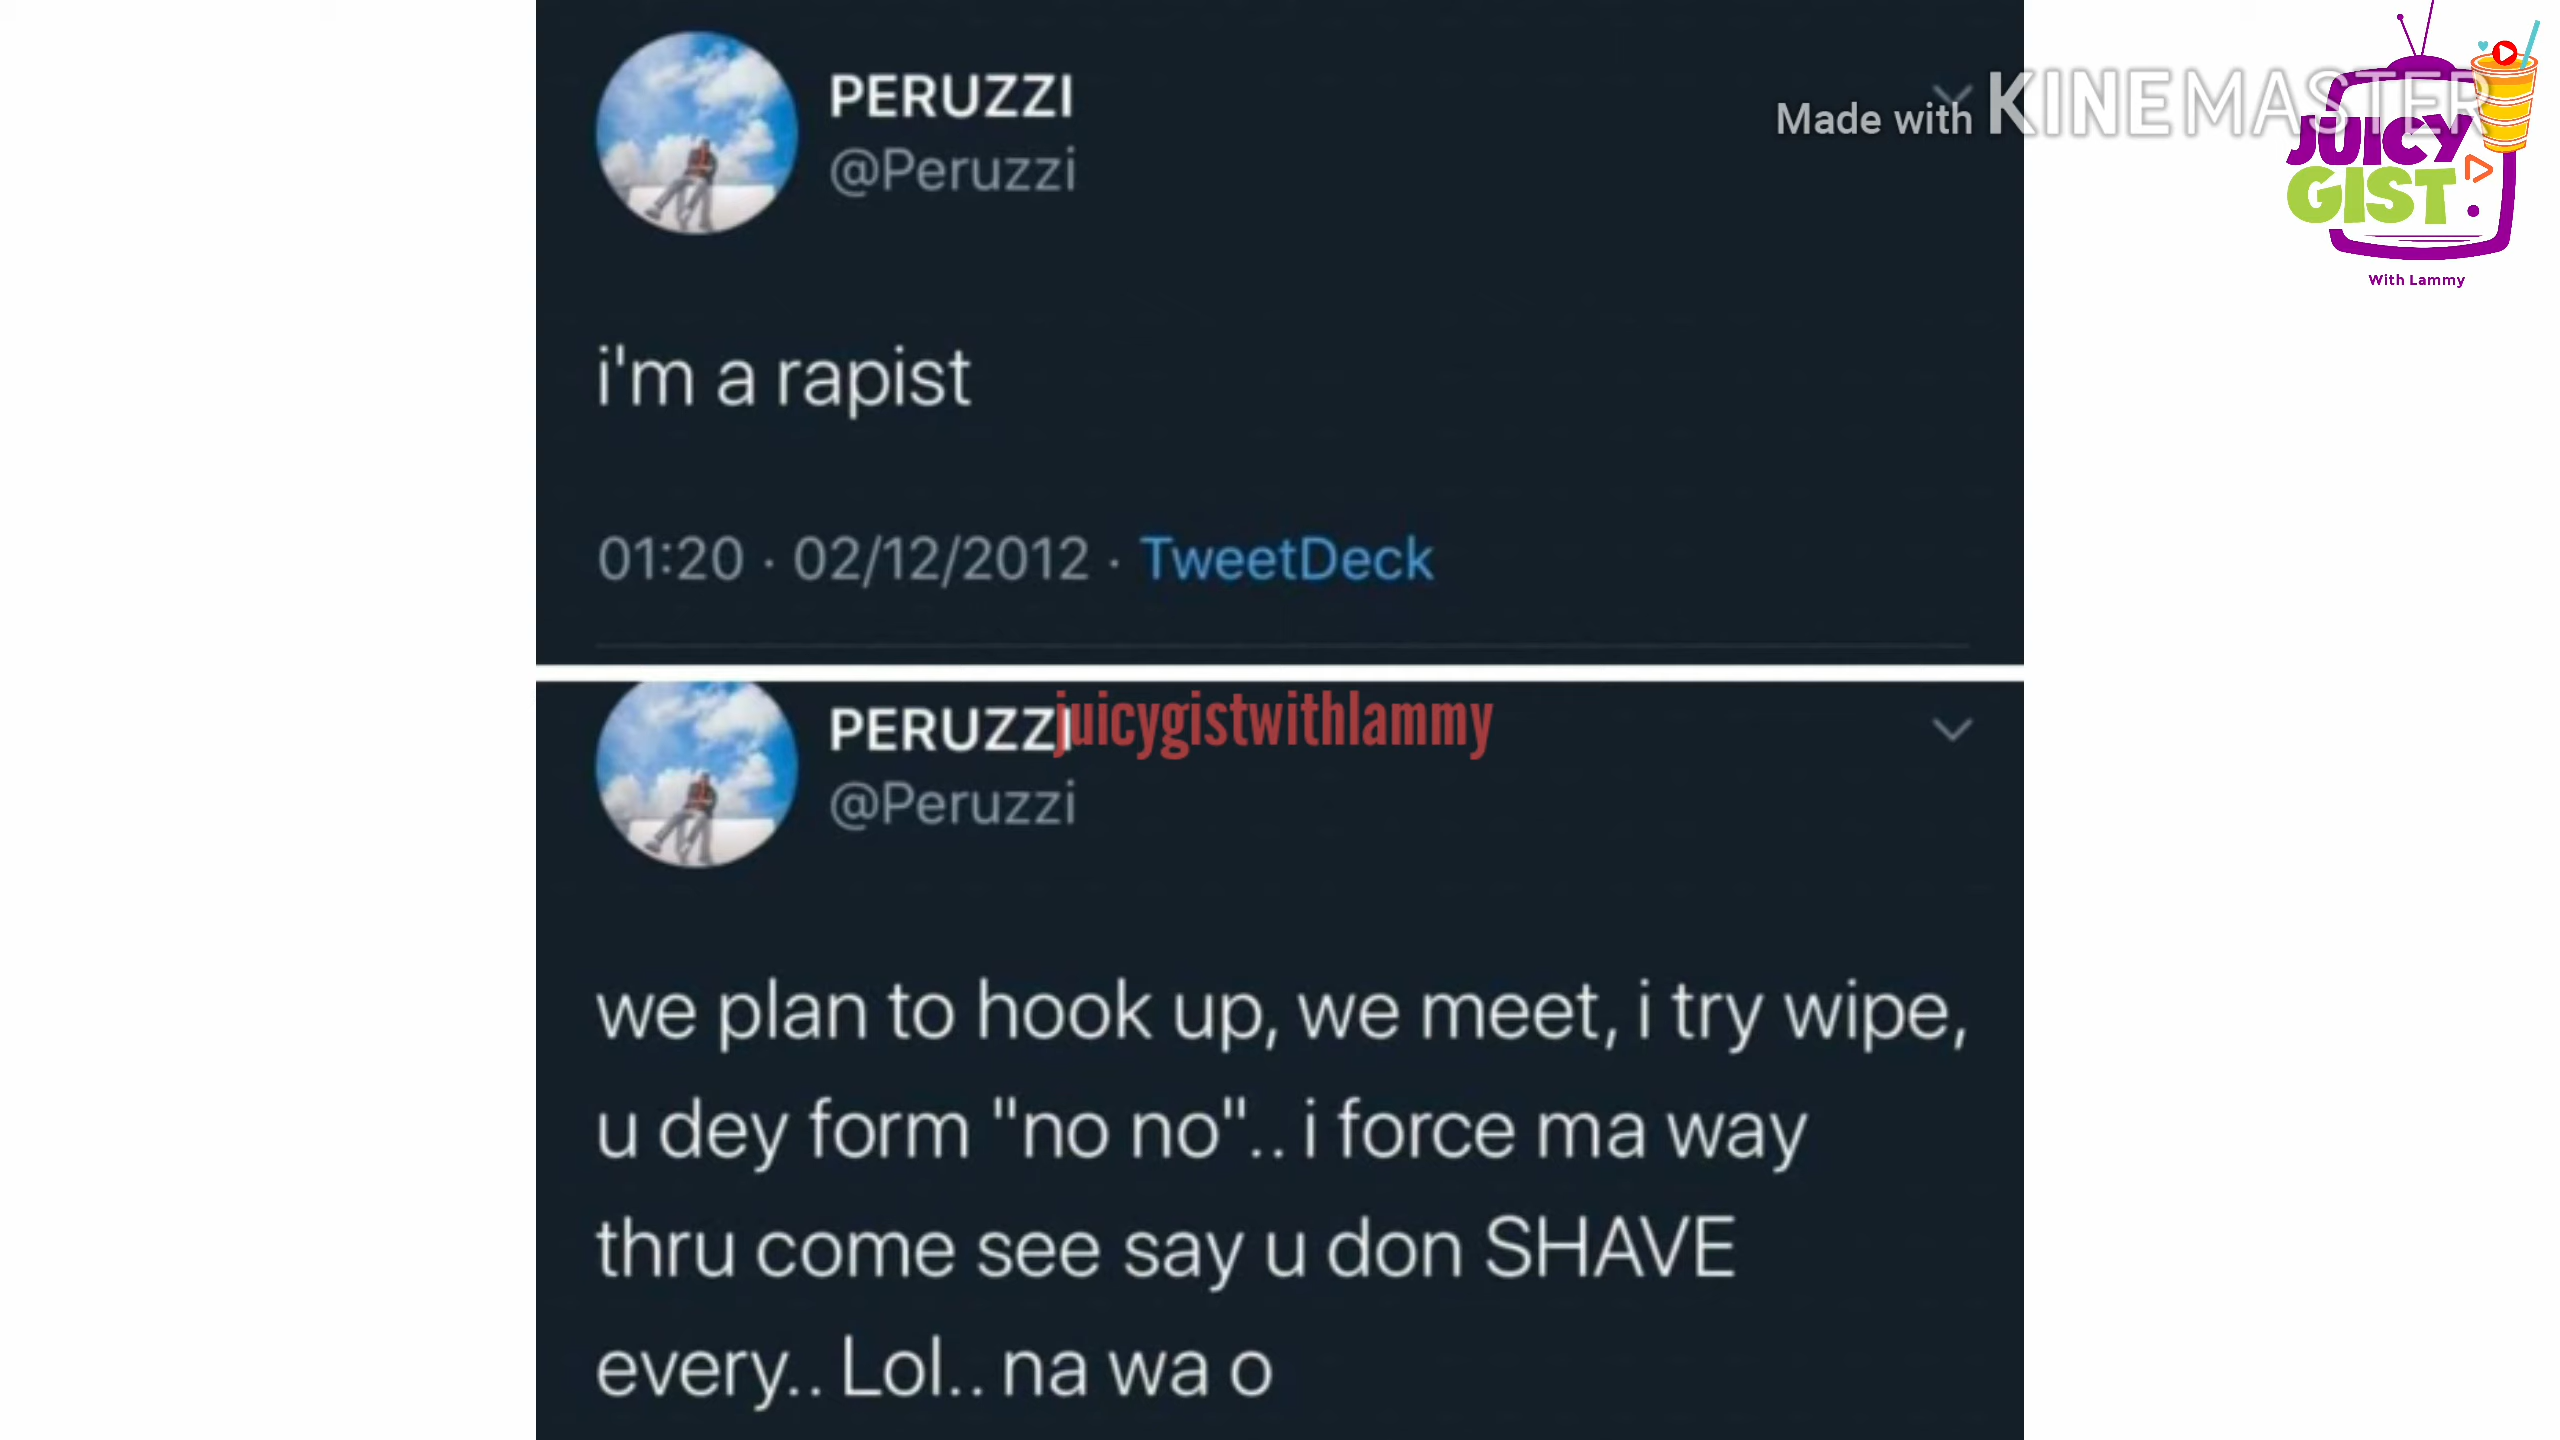 PERUZZI
@Peruzzi
Made with KINEMASTER
JUICY
GIST.
With Lammy
i'm a rapist
01:20 · 02/12/2012 · TweetDeck
PERUZZI
juicygistwithlammy
@Peruzzi
we plan to hook up, we meet, i try wipe,
u dey form "no no".. i force ma way
thru come see say u don SHAVE
every.. Lol.. na wa o